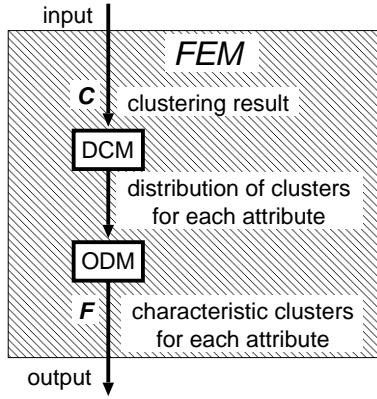 input
FEM
C clustering result
DCM
distribution of clusters
for each attribute
ODM
F characteristic clusters
for each attribute
output